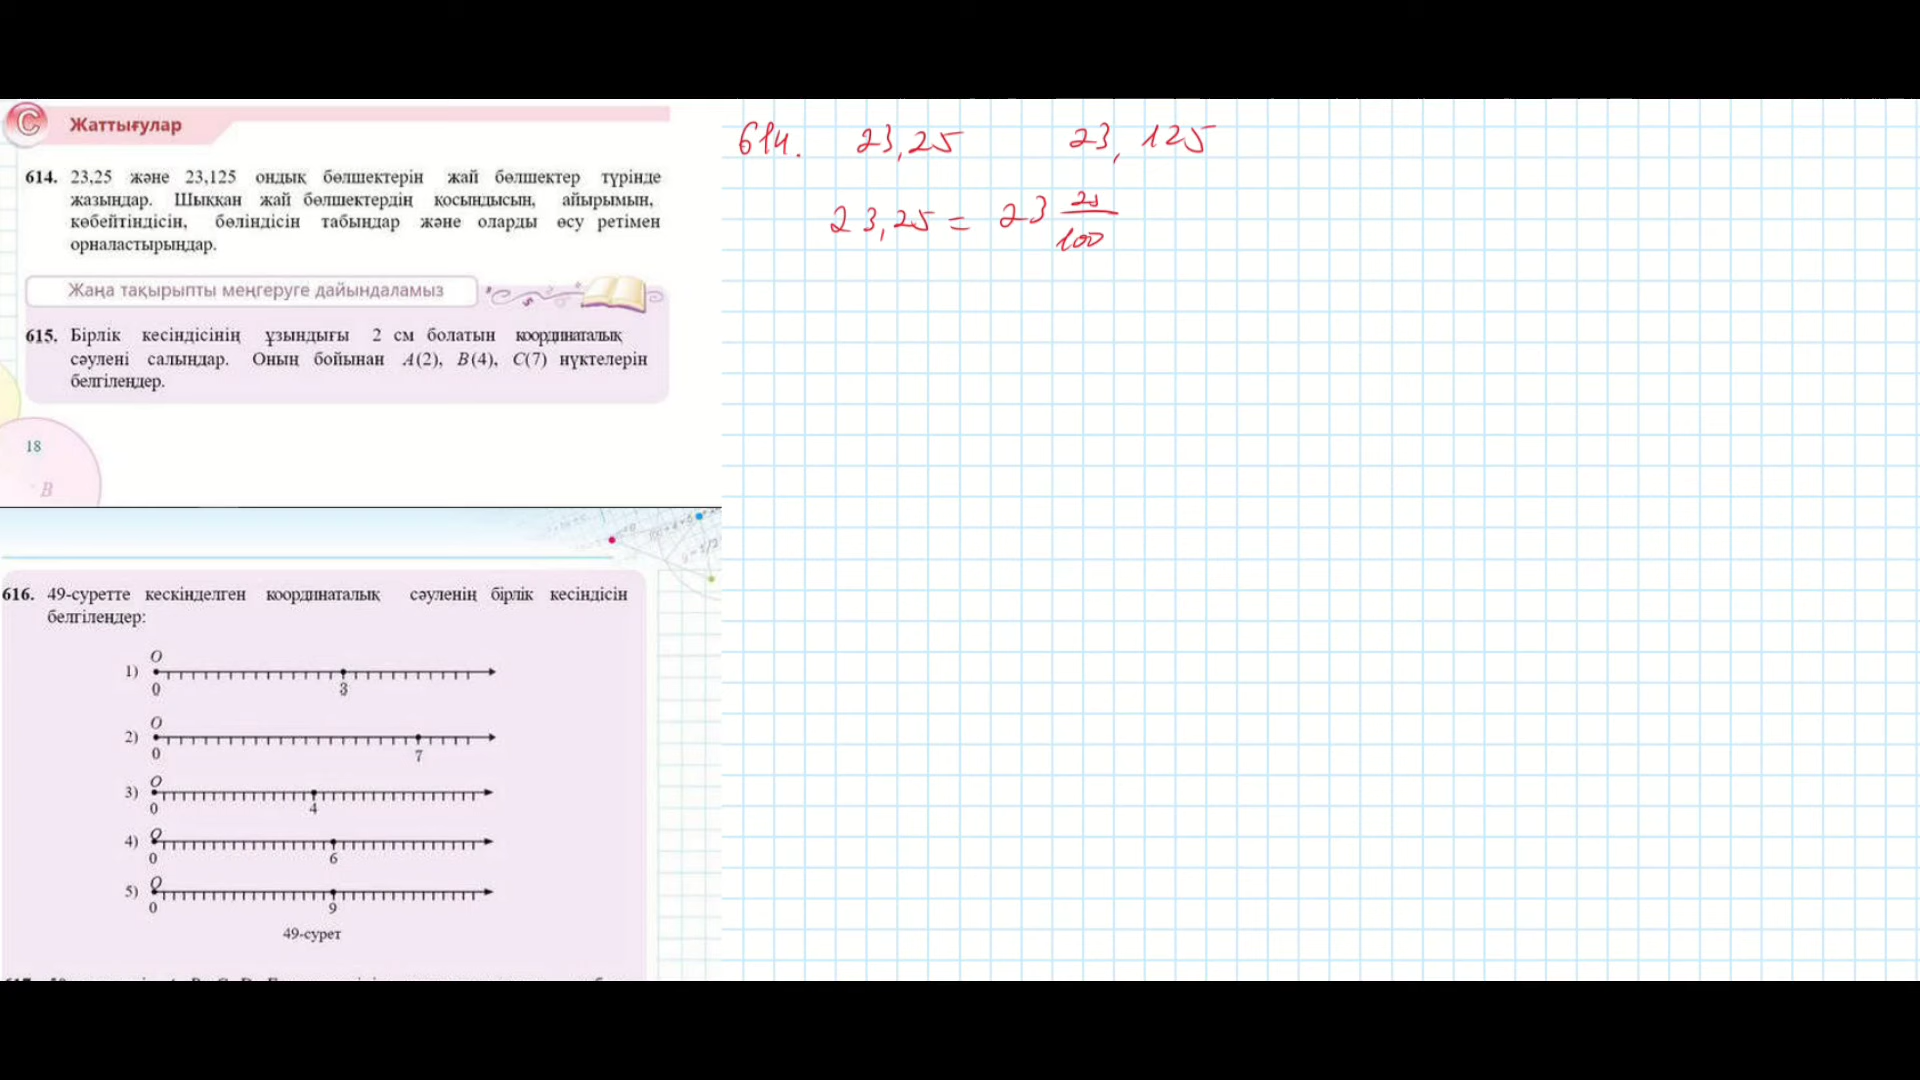 C Жаттығулар
614. 23,25 және 23,125 ондық бөлшектерін жай бөлшектер түрінде
жазыңдар. Шыққан жай бөлшектердің қосындысын, айырымын,
көбейтіндісін, бөліндісін табыңдар және оларды өсу ретімен
орналастырыңдар.
Жаңа тақырыпты меңгеруге дайындаламыз
615. Бірлік кесіндісінің ұзындығы 2 см болатын координаталық
сәулені салыңдар. Оның бойынан A(2), B(4), C(7) нүктелерін
белгілеңдер.
18
B
616. 49-суретте кескінделген координаталық сәуленің бірлік кесіндісін
белгілеңдер:
1) O 0 3
2) O 0 7
3) O 0 4
4) O 0 6
5) O 0 9
49-сурет
614. 23,25 23,125
23,25 = 23 25/100